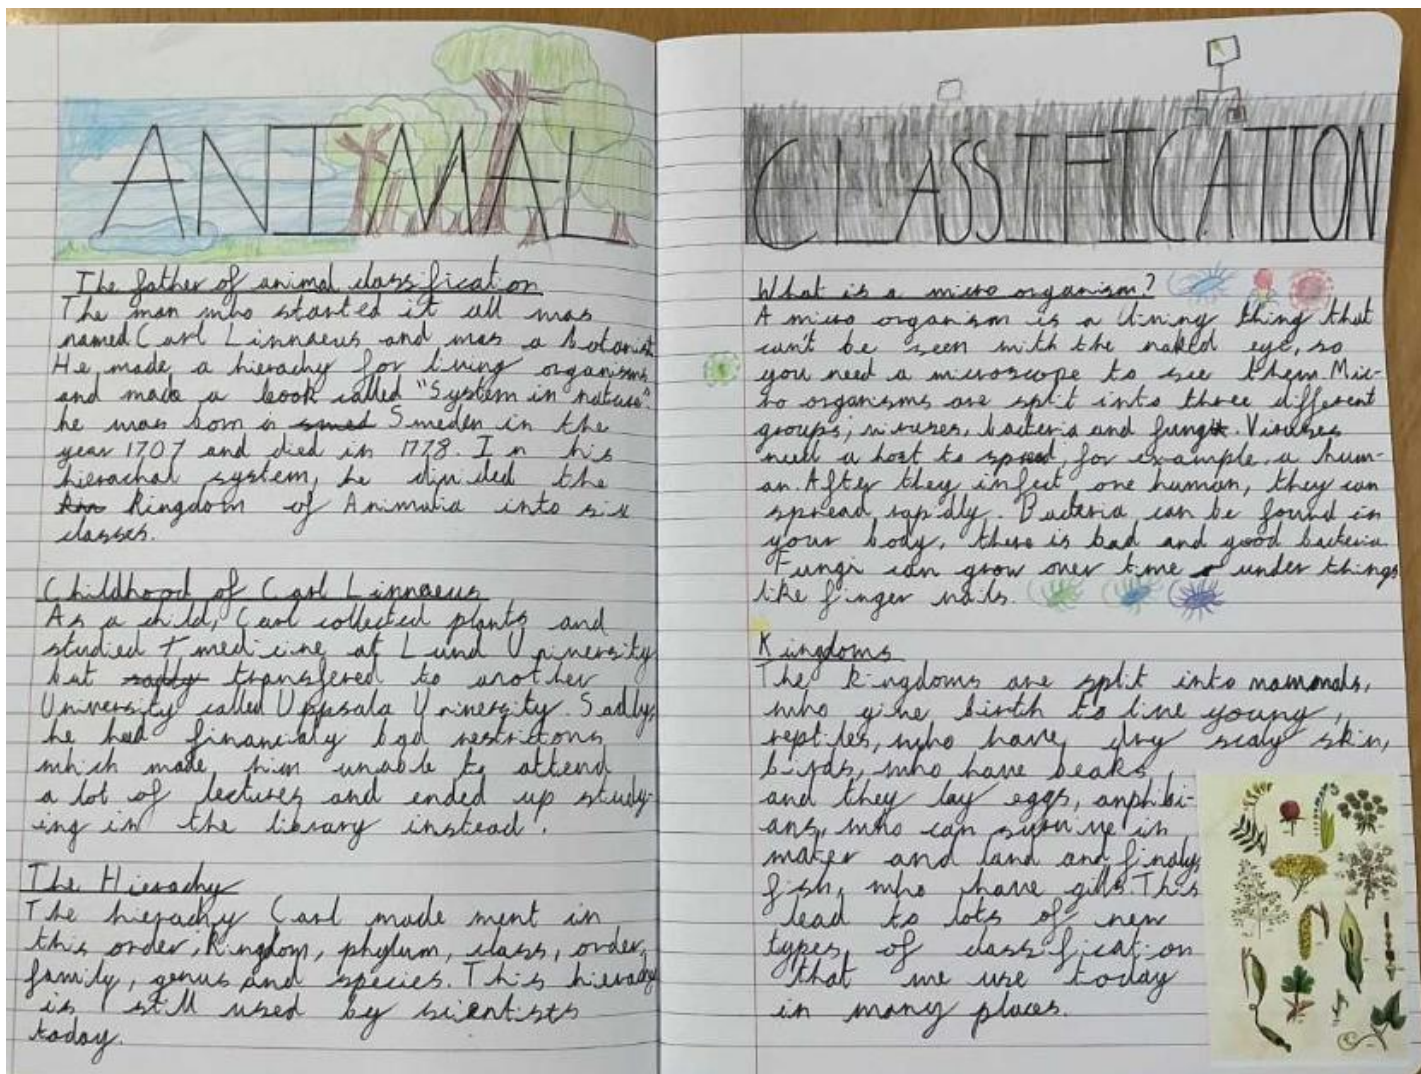 ANIMAL
The father of animal classification
The man who started it all was
named Carl Linnaeus and was a botanist
He made a hierachy for living organisms
and made a book called "System in nature".
he was born in Sweden in the
year 1707 and died in 1778. In his
hierachal system, he divided the
Kingdom of Animalia into six
classes.
Childhood of Carl Linnaeus
As a child, Carl collected plants and
studied medicine at Lund University
but sadly transfered to another
University called Uppsala University. Sadly,
he had financialy bad restrictons
which made him unable to attend
a lot of lectures and ended up study-
ing in the library instead.
The Hierachy
The hierachy Carl made went in
this order, Kingdom, phylum, class, order,
family, genus and species. This hierachy
is still used by scientists
today.
CLASSIFICATION
What is a micro organism?
A micro organism is a living thing that
can't be seen with the naked eye, so
you need a microscope to see them. Mic-
ro organisms are split into three different
groups; viruses, bacteria and fungi. Viruses
need a host to spread, for example, a hum-
an. After they infect one human, they can
spread rapidly. Bacteria can be found in
your body, there is bad and good bacteria.
Fungi can grow over time under things
like finger nails.
Kingdoms
The kingdoms are split into mammals,
who give birth to live young,
reptiles, who have dry scaly skin,
birds, who have beaks
and they lay eggs, anphibi-
ans, who can survive in
water and land and finaly,
fish, who have gills. This
lead to lots of new
types of classification
that we use today
in many places.